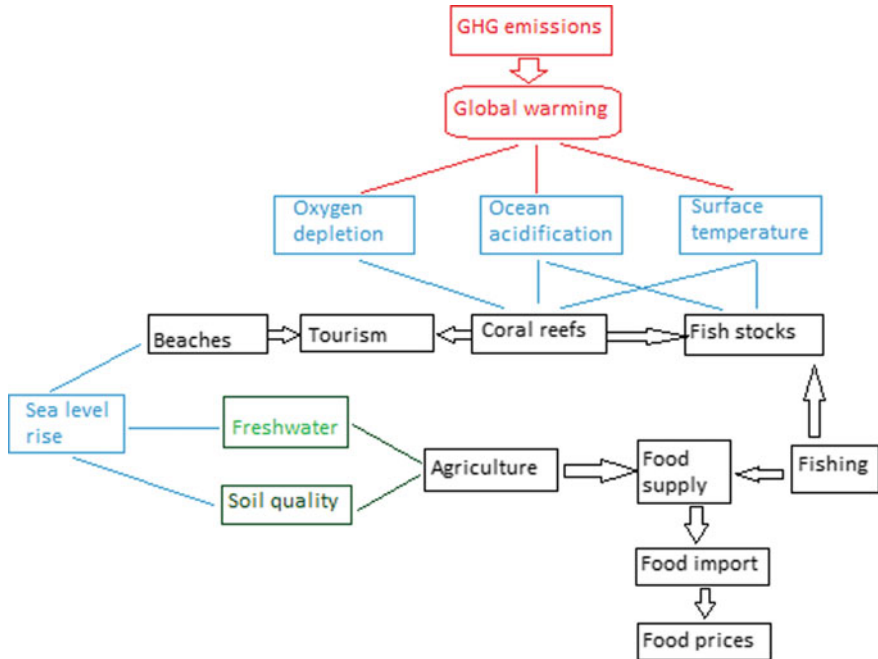 GHG emissions
Global warming
Oxygen
depletion
Ocean
acidification
Surface
temperature
Beaches
Tourism
Coral reefs
Fish stocks
Sea level
rise
Freshwater
Soil quality
Agriculture
Food
supply
Fishing
Food import
Food prices